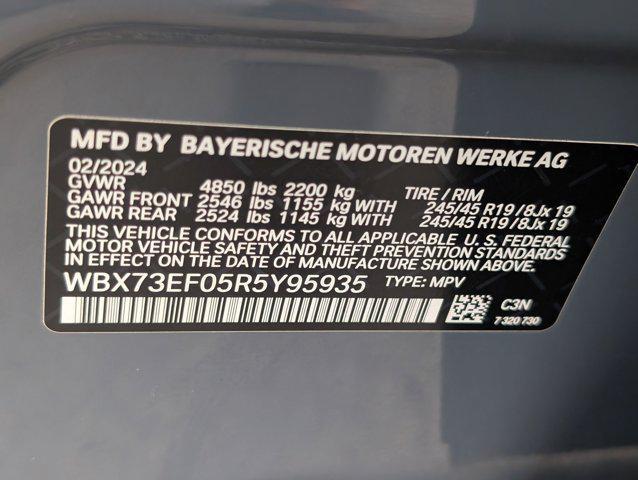 MFD BY BAYERISCHE MOTOREN WERKE AG
02/2024
GVWR 4850 lbs 2200 kg TIRE / RIM
GAWR FRONT 2546 lbs 1155 kg WITH 245/45 R19 /8Jx 19
GAWR REAR 2524 lbs 1145 kg WITH 245/45 R19 /8Jx 19
THIS VEHICLE CONFORMS TO ALL APPLICABLE U. S. FEDERAL
MOTOR VEHICLE SAFETY AND THEFT PREVENTION STANDARDS
IN EFFECT ON THE DATE OF MANUFACTURE SHOWN ABOVE.
WBX73EF05R5Y95935 TYPE: MPV
C3N
7 320 730